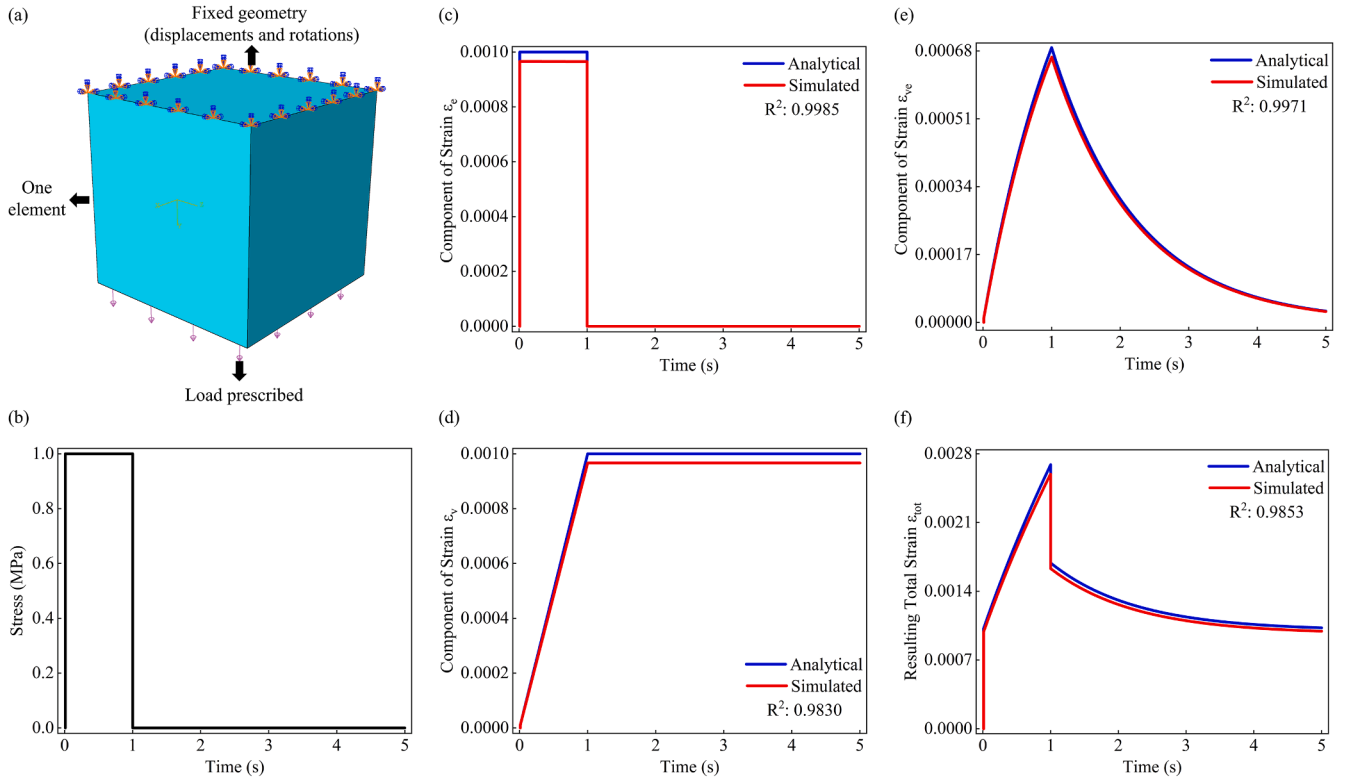 (a)
Fixed geometry
(displacements and rotations)
One
element
Load prescribed
(b)
Stress (MPa)
1.0
0.8
0.6
0.4
0.2
0.0
0 1 2 3 4 5
Time (s)
(c)
Component of Strain εe
0.0010
0.0008
0.0006
0.0004
0.0002
0.0000
Analytical
Simulated
R²: 0.9985
0 1 2 3 4 5
Time (s)
(d)
Component of Strain εv
0.0010
0.0008
0.0006
0.0004
0.0002
0.0000
Analytical
Simulated
R²: 0.9830
0 1 2 3 4 5
Time (s)
(e)
Component of Strain εve
0.00068
0.00051
0.00034
0.00017
0.00000
Analytical
Simulated
R²: 0.9971
0 1 2 3 4 5
Time (s)
(f)
Resulting Total Strain εtot
0.0028
0.0021
0.0014
0.0007
0.0000
Analytical
Simulated
R²: 0.9853
0 1 2 3 4 5
Time (s)